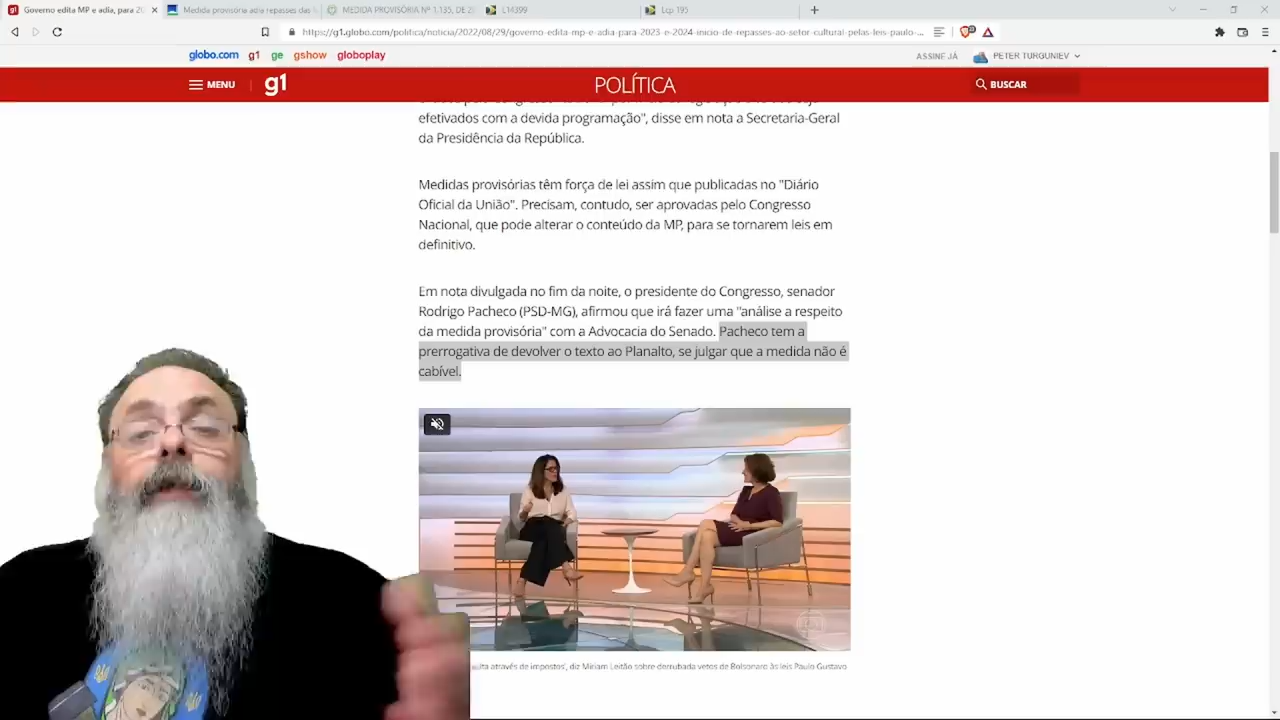 Governo edita MP e adia, para 20
Medida provisória adia repasses das l
MEDIDA PROVISÓRIA Nº 1.135, DE 2
L14399
Lcp 195
https://g1.globo.com/politica/noticia/2022/08/29/governo-edita-mp-e-adia-para-2023-e-2024-inicio-de-repasses-ao-setor-cultural-pelas-leis-paulo-...
globo.com g1 ge gshow globoplay
ASSINE JÁ PETER TURGUNIEV
MENU g1 POLÍTICA BUSCAR
efetivados com a devida programação", disse em nota a Secretaria-Geral
da Presidência da República.
Medidas provisórias têm força de lei assim que publicadas no "Diário
Oficial da União". Precisam, contudo, ser aprovadas pelo Congresso
Nacional, que pode alterar o conteúdo da MP, para se tornarem leis em
definitivo.
Em nota divulgada no fim da noite, o presidente do Congresso, senador
Rodrigo Pacheco (PSD-MG), afirmou que irá fazer uma "análise a respeito
da medida provisória" com a Advocacia do Senado. Pacheco tem a
prerrogativa de devolver o texto ao Planalto, se julgar que a medida não é
cabível.
através de impostos', diz Miriam Leitão sobre derrubada vetos de Bolsonaro às leis Paulo Gustavo